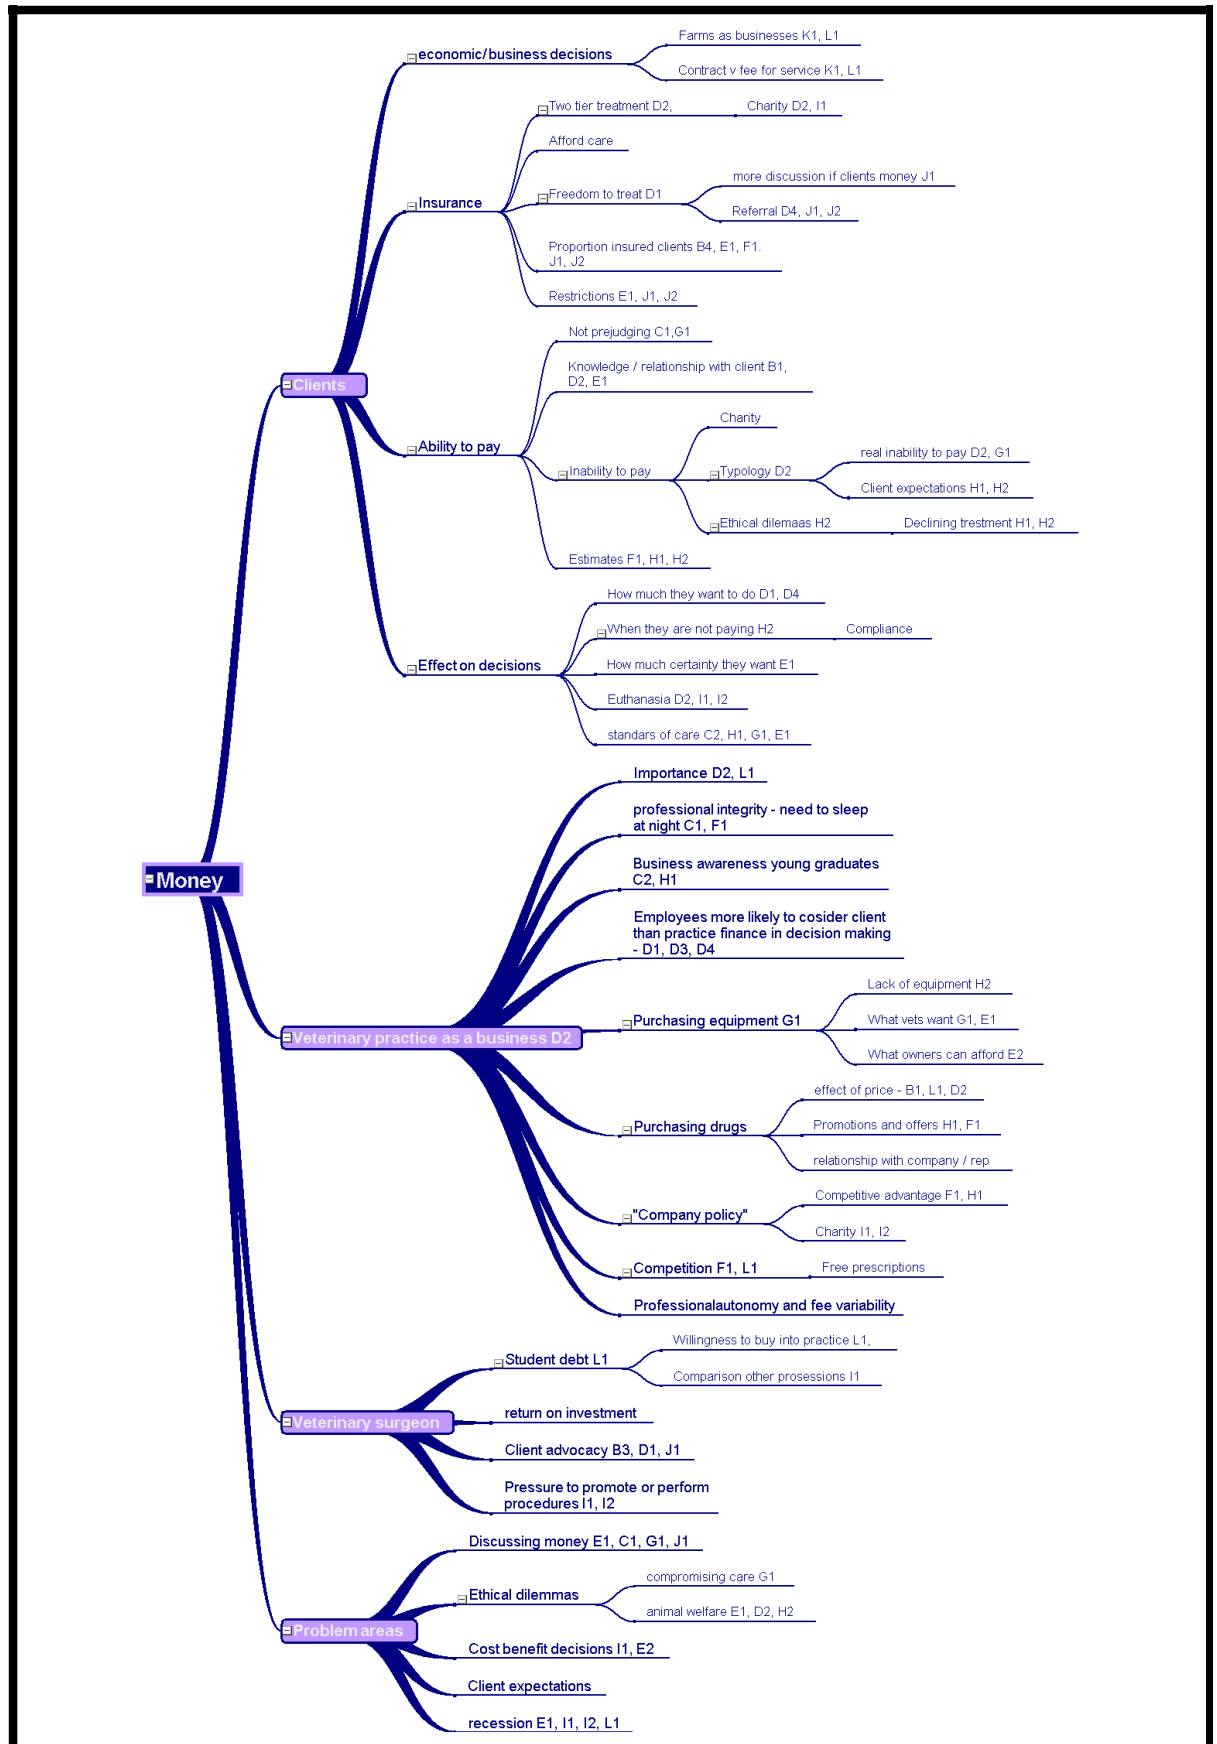 economic/business decisions
Farms as businesses K1, L1
Contract v fee for service K1, L1
Two tier treatment D2,
Charity D2, I1
Afford care
Insurance
Freedom to treat D1
more discussion if clients money J1
Referral D4, J1, J2
Proportion insured clients B4, E1, F1.
J1, J2
Restrictions E1, J1, J2
Clients
Not prejudging C1,G1
Knowledge / relationship with client B1,
D2, E1
Ability to pay
Inability to pay
Charity
Typology D2
real inability to pay D2, G1
Client expectations H1, H2
Ethical dilemaas H2
Declining trestment H1, H2
Estimates F1, H1, H2
Effect on decisions
How much they want to do D1, D4
When they are not paying H2
Compliance
How much certainty they want E1
Euthanasia D2, I1, I2
standars of care C2, H1, G1, E1
Money
Veterinary practice as a business D2
Importance D2, L1
professional integrity - need to sleep
at night C1, F1
Business awareness young graduates
C2, H1
Employees more likely to cosider client
than practice finance in decision making
- D1, D3, D4
Purchasing equipment G1
Lack of equipment H2
What vets want G1, E1
What owners can afford E2
Purchasing drugs
effect of price - B1, L1, D2
Promotions and offers H1, F1
relationship with company / rep
"Company policy"
Competitive advantage F1, H1
Charity I1, I2
Competition F1, L1
Free prescriptions
Professionalautonomy and fee variability
Veterinary surgeon
Student debt L1
Willingness to buy into practice L1,
Comparison other prosessions I1
return on investment
Client advocacy B3, D1, J1
Pressure to promote or perform
procedures I1, I2
Problem areas
Discussing money E1, C1, G1, J1
Ethical dilemmas
compromising care G1
animal welfare E1, D2, H2
Cost benefit decisions I1, E2
Client expectations
recession E1, I1, I2, L1